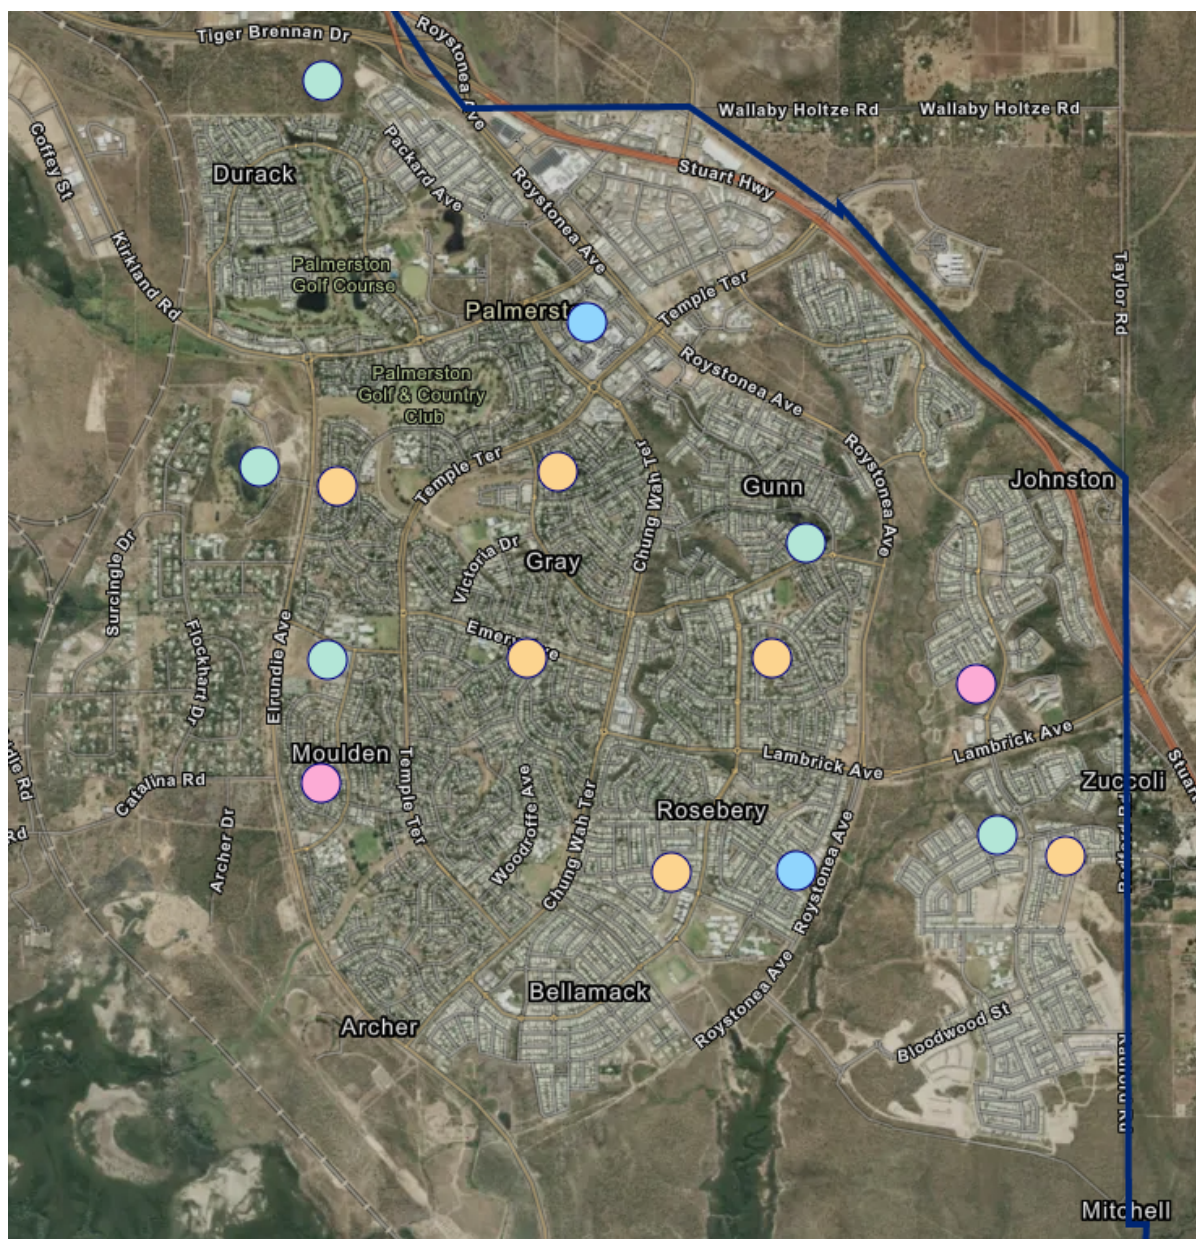 Tiger Brennan Dr
Roystonea Ave
Wallaby Holtze Rd
Wallaby Holtze Rd
Coffey St
Packard Ave
Durack
Stuart Hwy
Roystonea Ave
Kirkland Rd
Palmerston
Golf Course
Temple Ter
Taylor Rd
Palmerst
Roystonea Ave
Palmerston
Golf & Country
Club
Temple Ter
Chung Wah Ter
Roystonea Ave
Gunn
Johnston
Surcingle Dr
Victoria Dr
Gray
Elrundie Ave
Flockhart Dr
Moulden
Temple Ter
Lambrick Ave
Lambrick Ave
Catalina Rd
Zuccoli
Rosebery
Archer Dr
Woodroffe Ave
Chung Wah Ter
Roystonea Ave
Rd
Bellamack
Archer
Roystonea Ave
Bloodwood St
Radford Rd
Mitchell